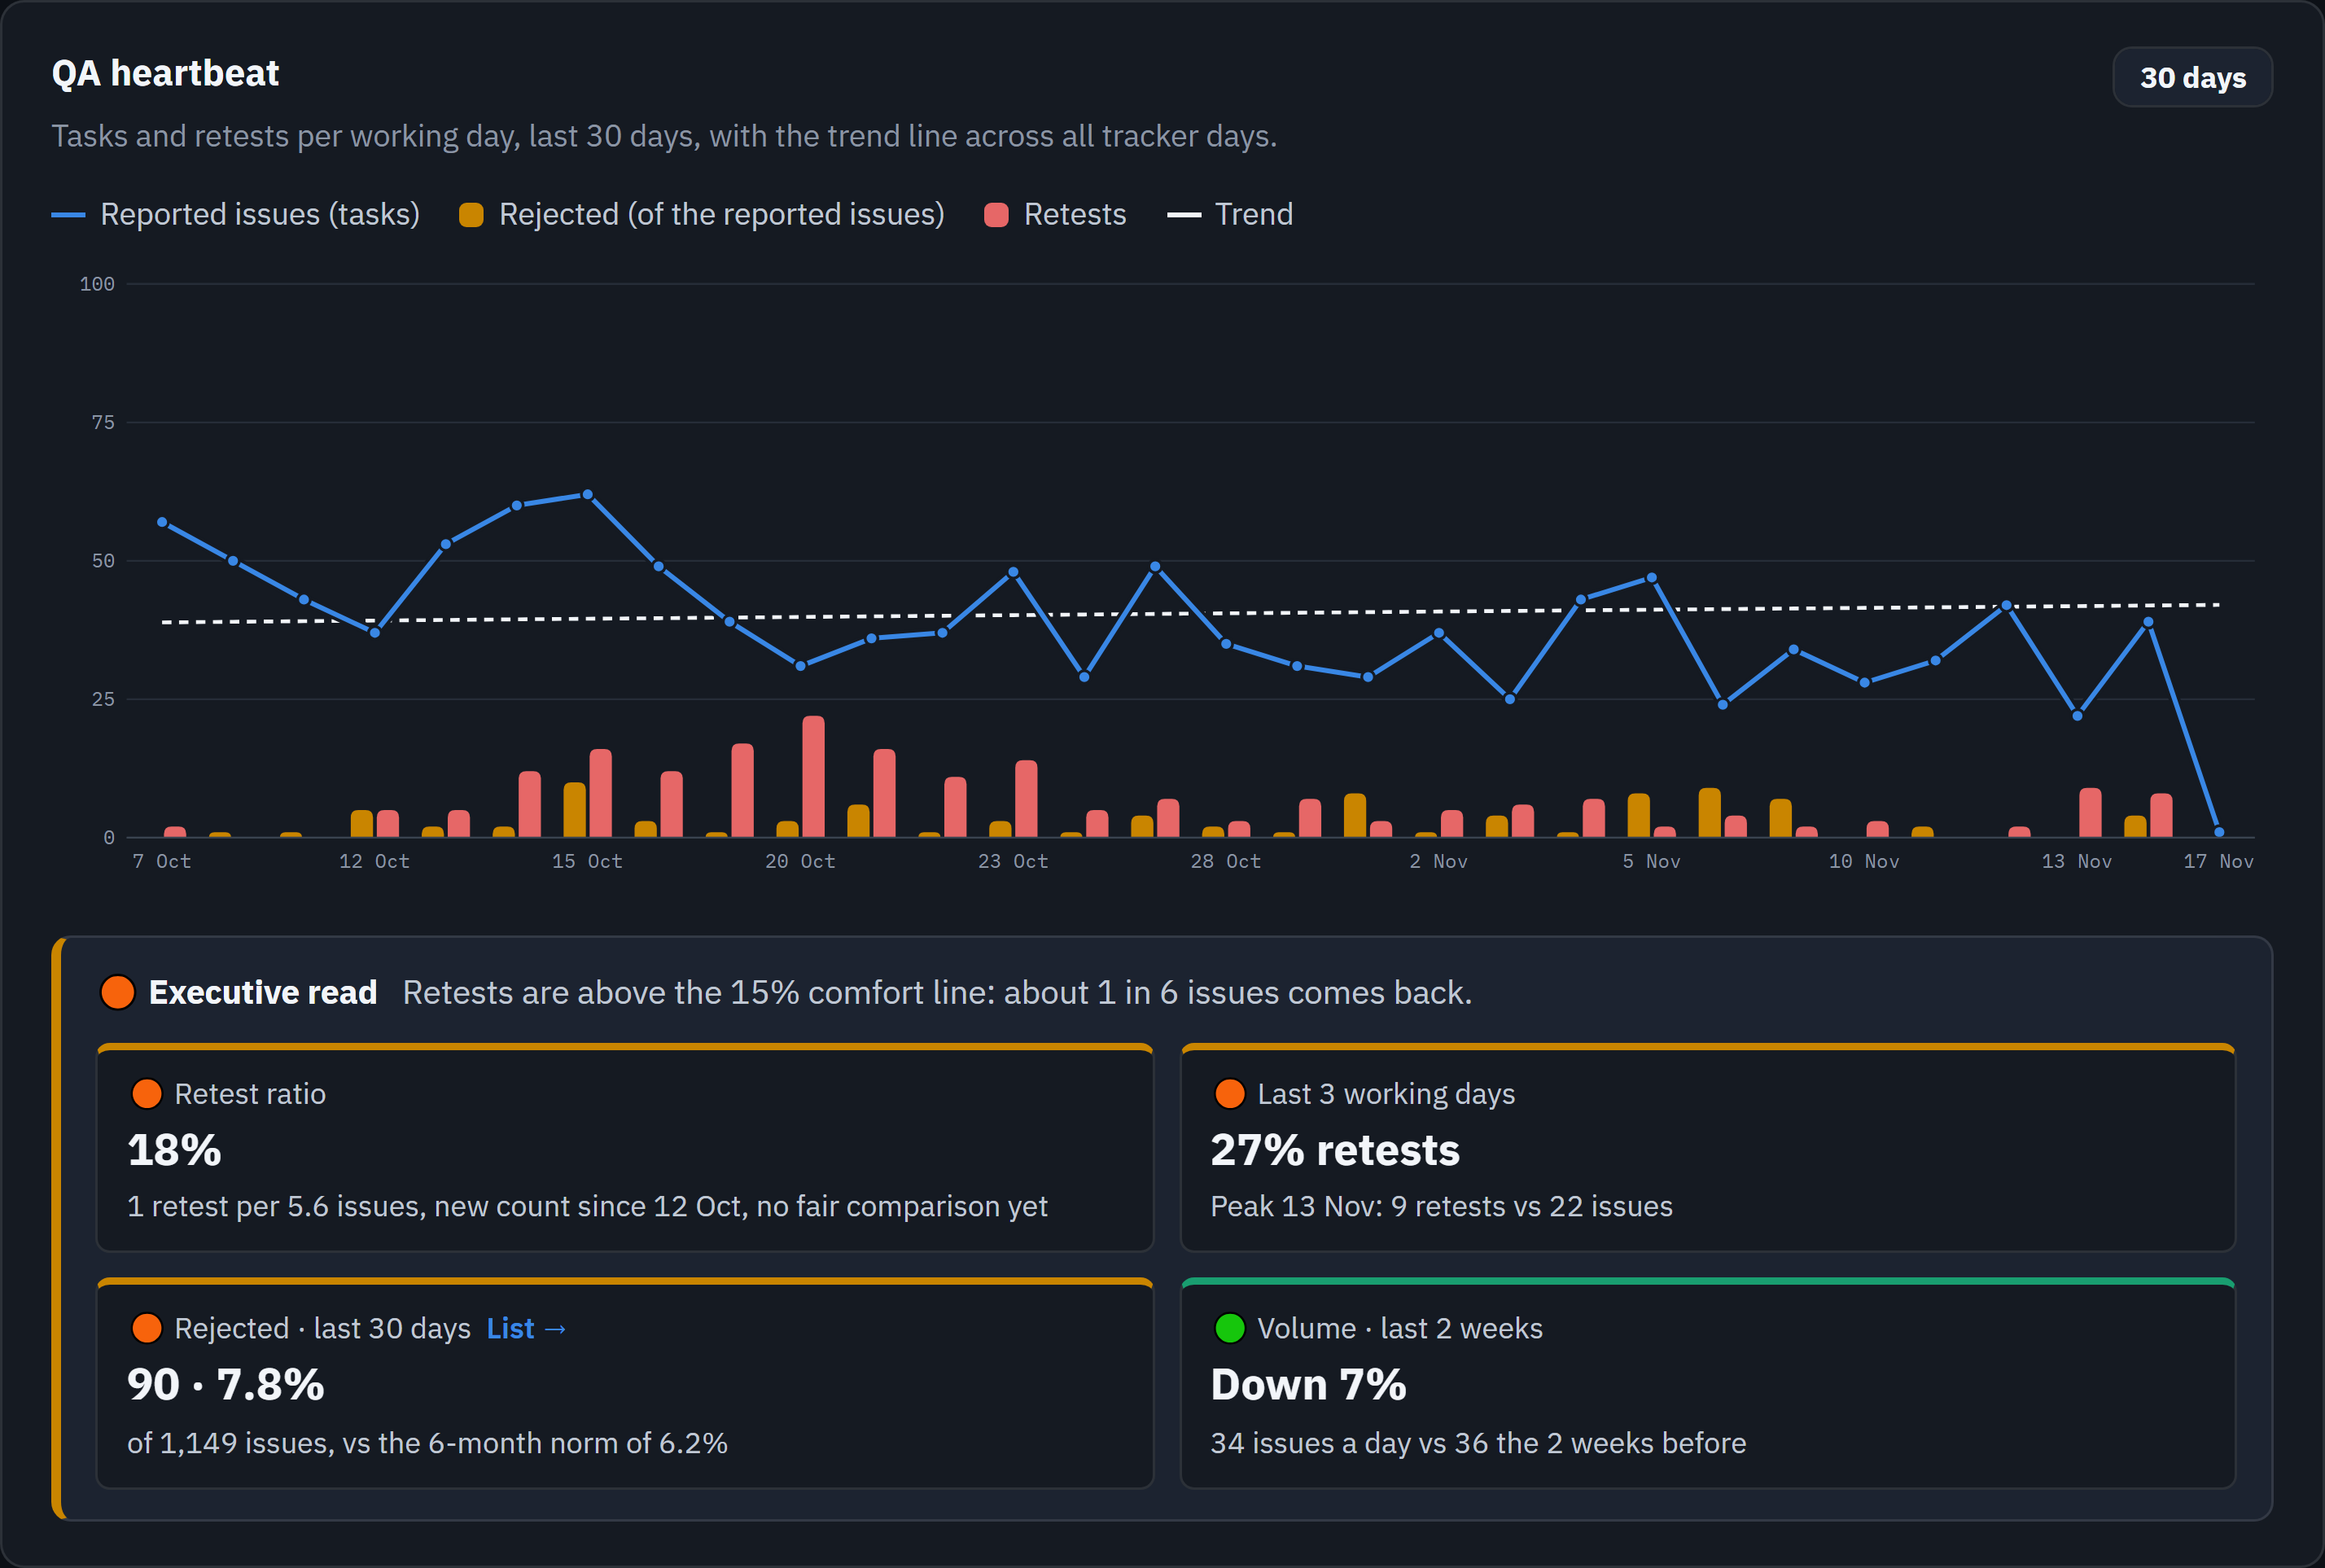 QA heartbeat
30 days
Tasks and retests per working day, last 30 days, with the trend line across all tracker days.
Reported issues (tasks) Rejected (of the reported issues) Retests Trend
100
75
50
25
0
7 Oct 12 Oct 15 Oct 20 Oct 23 Oct 28 Oct 2 Nov 5 Nov 10 Nov 13 Nov 17 Nov
Executive read Retests are above the 15% comfort line: about 1 in 6 issues comes back.
Retest ratio
18%
1 retest per 5.6 issues, new count since 12 Oct, no fair comparison yet
Last 3 working days
27% retests
Peak 13 Nov: 9 retests vs 22 issues
Rejected · last 30 days List →
90 · 7.8%
of 1,149 issues, vs the 6-month norm of 6.2%
Volume · last 2 weeks
Down 7%
34 issues a day vs 36 the 2 weeks before